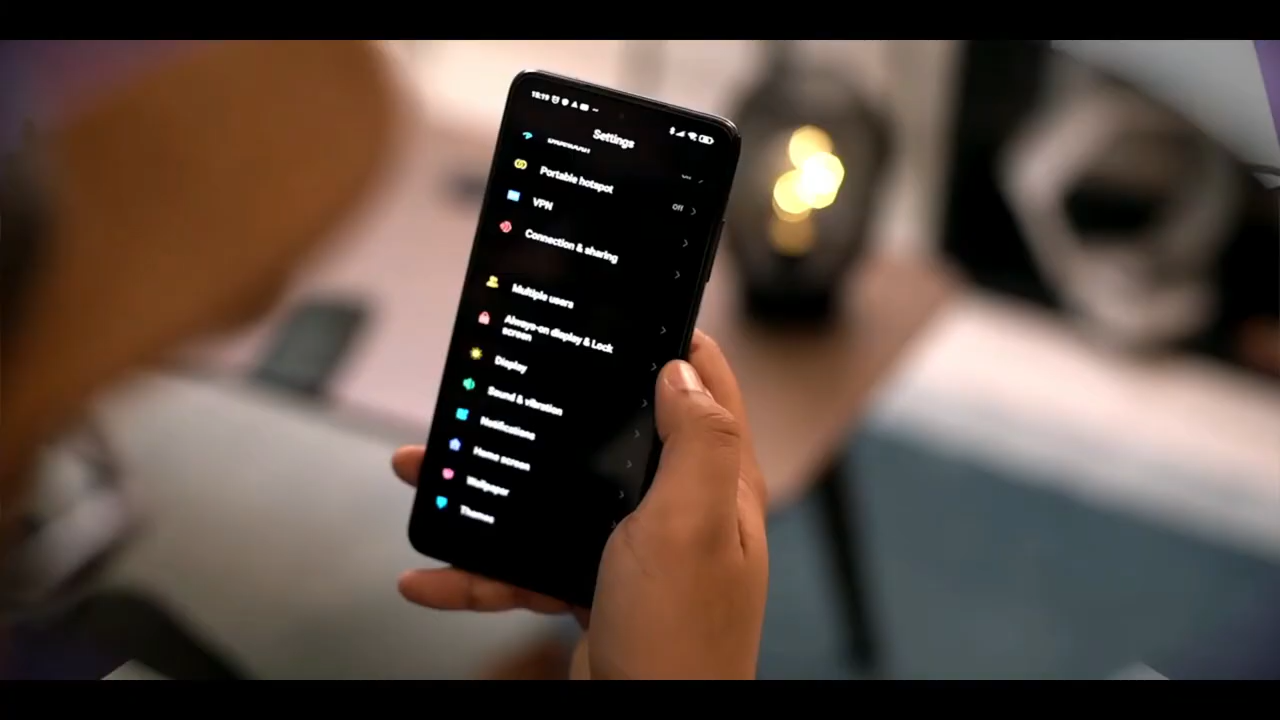 Settings
Portable hotspot
Off
VPN
Connection & sharing
Multiple users
Always-on display & Lock
screen
Display
Sound & vibration
Notifications
Home screen
Wallpaper
Themes